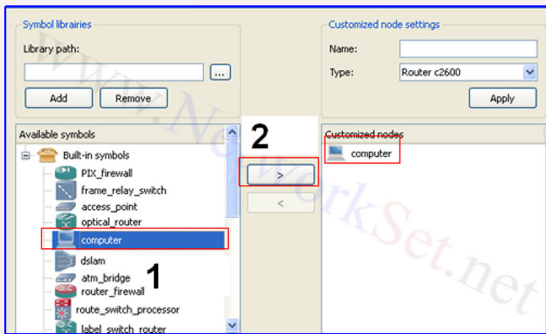 Symbol librairies
Library path:
...
Add
Remove
Customized node settings
Name:
Type:
Router c2600
Apply
Available symbols
Built-in symbols
PIX_firewall
frame_relay_switch
access_point
optical_router
computer
dslam
atm_bridge
router_firewall
route_switch_processor
label_switch_router
1
2
>
<
Customized nodes
computer
www.NetworkSet.net